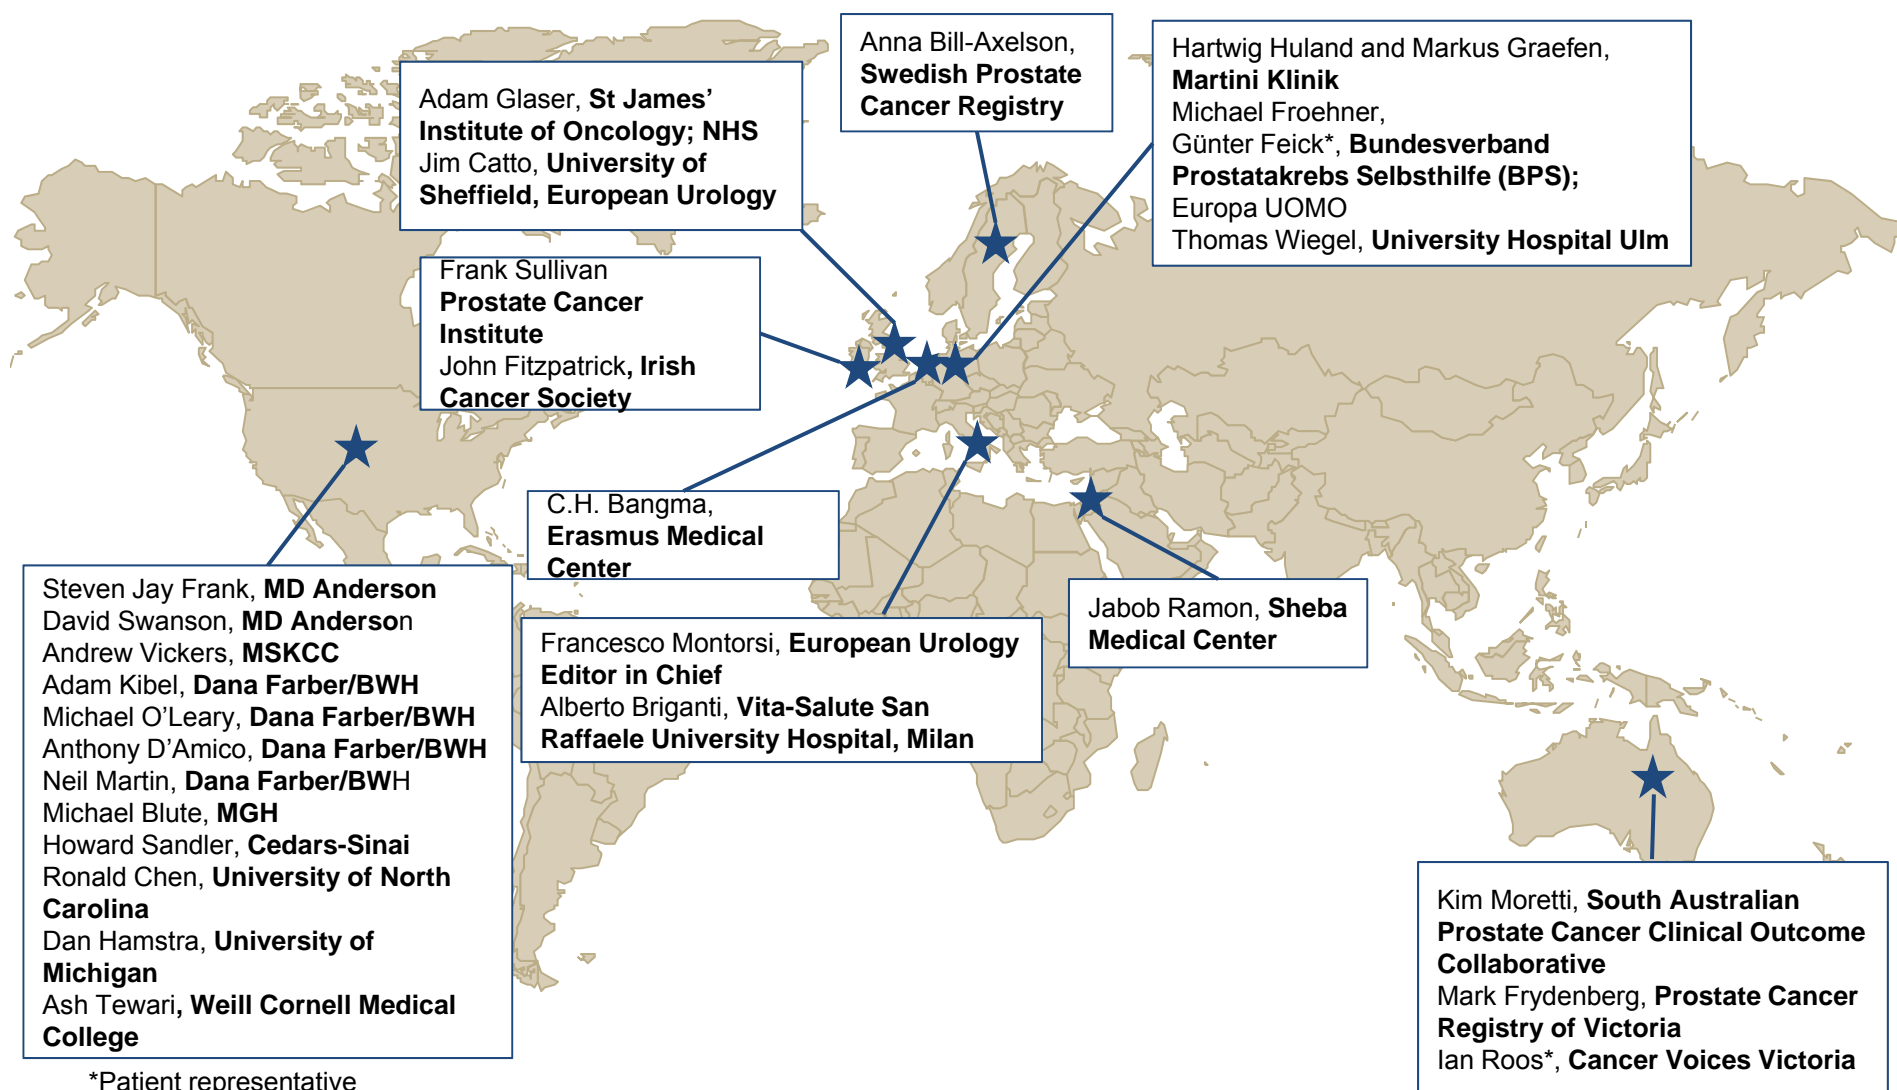 Adam Glaser, St James’
Institute of Oncology; NHS
Jim Catto, University of
Sheffield, European Urology
Anna Bill-Axelson,
Swedish Prostate
Cancer Registry
Hartwig Huland and Markus Graefen,
Martini Klinik
Michael Froehner,
Günter Feick*, Bundesverband
Prostatakrebs Selbsthilfe (BPS);
Europa UOMO
Thomas Wiegel, University Hospital Ulm
Frank Sullivan
Prostate Cancer
Institute
John Fitzpatrick, Irish
Cancer Society
C.H. Bangma,
Erasmus Medical
Center
Steven Jay Frank, MD Anderson
David Swanson, MD Anderson
Andrew Vickers, MSKCC
Adam Kibel, Dana Farber/BWH
Michael O’Leary, Dana Farber/BWH
Anthony D’Amico, Dana Farber/BWH
Neil Martin, Dana Farber/BWH
Michael Blute, MGH
Howard Sandler, Cedars-Sinai
Ronald Chen, University of North
Carolina
Dan Hamstra, University of
Michigan
Ash Tewari, Weill Cornell Medical
College
*Patient representative
Francesco Montorsi, European Urology
Editor in Chief
Alberto Briganti, Vita-Salute San
Raffaele University Hospital, Milan
Jabob Ramon, Sheba
Medical Center
Kim Moretti, South Australian
Prostate Cancer Clinical Outcome
Collaborative
Mark Frydenberg, Prostate Cancer
Registry of Victoria
Ian Roos*, Cancer Voices Victoria